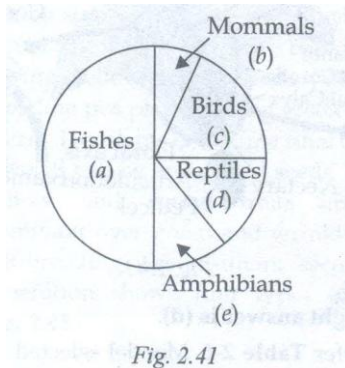 Mommals
(b)
Birds
(c)
Fishes
(a)
Reptiles
(d)
Amphibians
(e)
Fig. 2.41